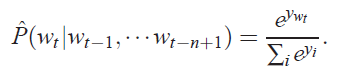 P̂(w_t|w_{t−1}, ⋯ w_{t−n+1}) = e^{y_{w_t}} / ∑_i e^{y_i} .